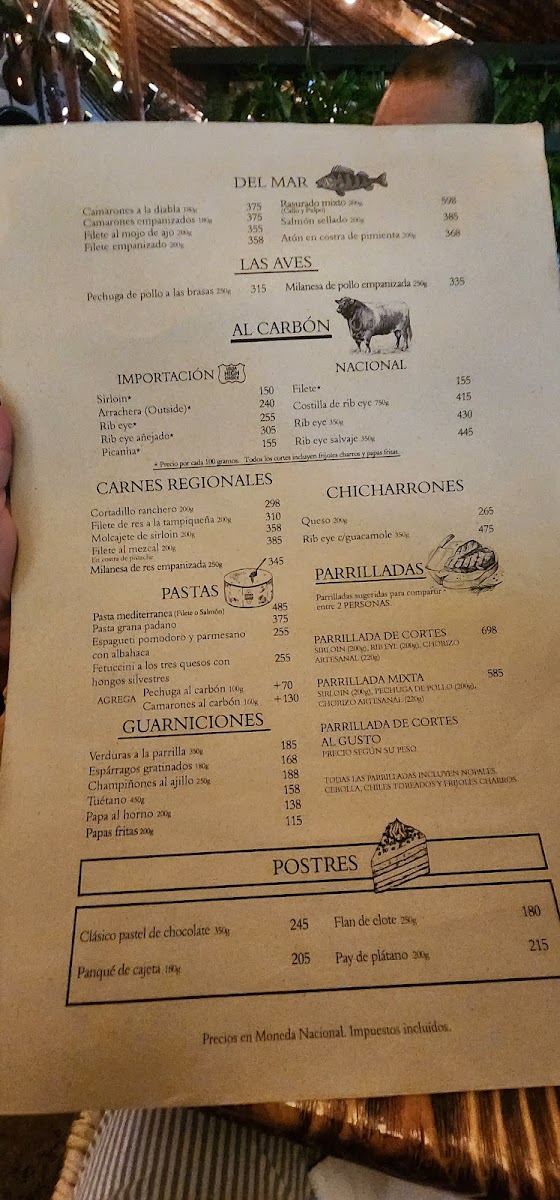 DEL MAR
Camarones a la diabla 180g 375
Camarones empanizados 180g 375
Filete al mojo de ajo 200g 355
Filete empanizado 200g 358
Rasurado mixto 200g 598
(Callo y Pulpo)
Salmón sellado 200g 385
Atún en costra de pimienta 200g 368
LAS AVES
Pechuga de pollo a las brasas 250g 315
Milanesa de pollo empanizada 250g 335
AL CARBÓN
IMPORTACIÓN
USDA
HIGH
CHOICE
Sirloin* 150
Arrachera (Outside)* 240
Rib eye* 255
Rib eye añejado* 305
Picanha* 155
NACIONAL
Filete* 155
Costilla de rib eye 750g 415
Rib eye 350g 430
Rib eye salvaje 350g 445
* Precio por cada 100 gramos. Todos los cortes incluyen frijoles charros y papas fritas.
CARNES REGIONALES
Cortadillo ranchero 200g 298
Filete de res a la tampiqueña 200g 310
Molcajete de sirloin 200g 358
Filete al mezcal 200g 385
En costra de pistache
Milanesa de res empanizada 250g 345
CHICHARRONES
Queso 200g 265
Rib eye c/guacamole 350g 475
PASTAS
Pasta mediterranea (Filete o Salmón) 485
Pasta grana padano 375
Espagueti pomodoro y parmesano 255
con albahaca
Fetuccini a los tres quesos con 255
hongos silvestres
AGREGA Pechuga al carbón 100g +70
Camarones al carbón 160g +130
PARRILLADAS
Parrilladas sugeridas para compartir
entre 2 PERSONAS.
PARRILLADA DE CORTES 698
SIRLOIN (200g), RIB EYE (200g), CHORIZO
ARTESANAL (220g)
PARRILLADA MIXTA 585
SIRLOIN (200g), PECHUGA DE POLLO (200g),
CHORIZO ARTESANAL (220g)
PARRILLADA DE CORTES
AL GUSTO
PRECIO SEGÚN SU PESO
TODAS LAS PARRILLADAS INCLUYEN NOPALES,
CEBOLLA, CHILES TOREADOS Y FRIJOLES CHARROS.
GUARNICIONES
Verduras a la parrilla 350g 185
Espárragos gratinados 180g 168
Champiñones al ajillo 250g 188
Tuétano 450g 158
Papa al horno 200g 138
Papas fritas 200g 115
POSTRES
Clásico pastel de chocolate 350g 245
Panqué de cajeta 180g 205
Flan de elote 250g 180
Pay de plátano 200g 215
Precios en Moneda Nacional. Impuestos incluidos.